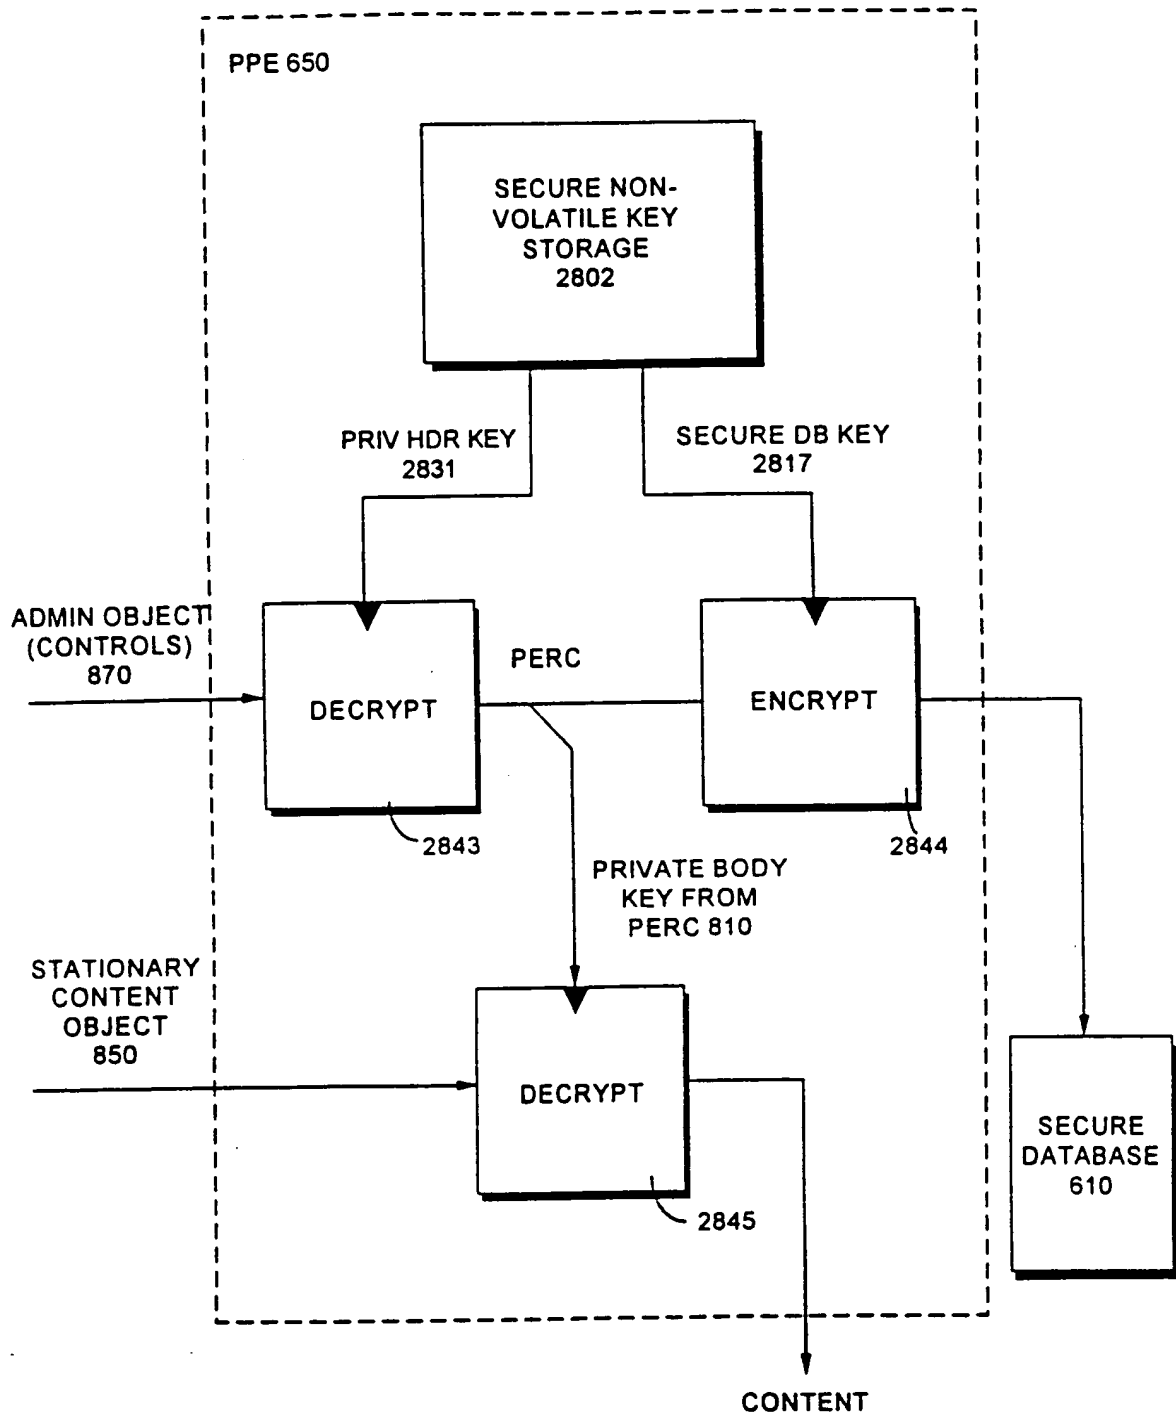 PPE 650
SECURE NON-
VOLATILE KEY
STORAGE
2802
PRIV HDR KEY
2831
SECURE DB KEY
2817
ADMIN OBJECT
(CONTROLS)
870
DECRYPT
PERC
ENCRYPT
2843
2844
PRIVATE BODY
KEY FROM
PERC 810
STATIONARY
CONTENT
OBJECT
850
DECRYPT
2845
SECURE
DATABASE
610
CONTENT